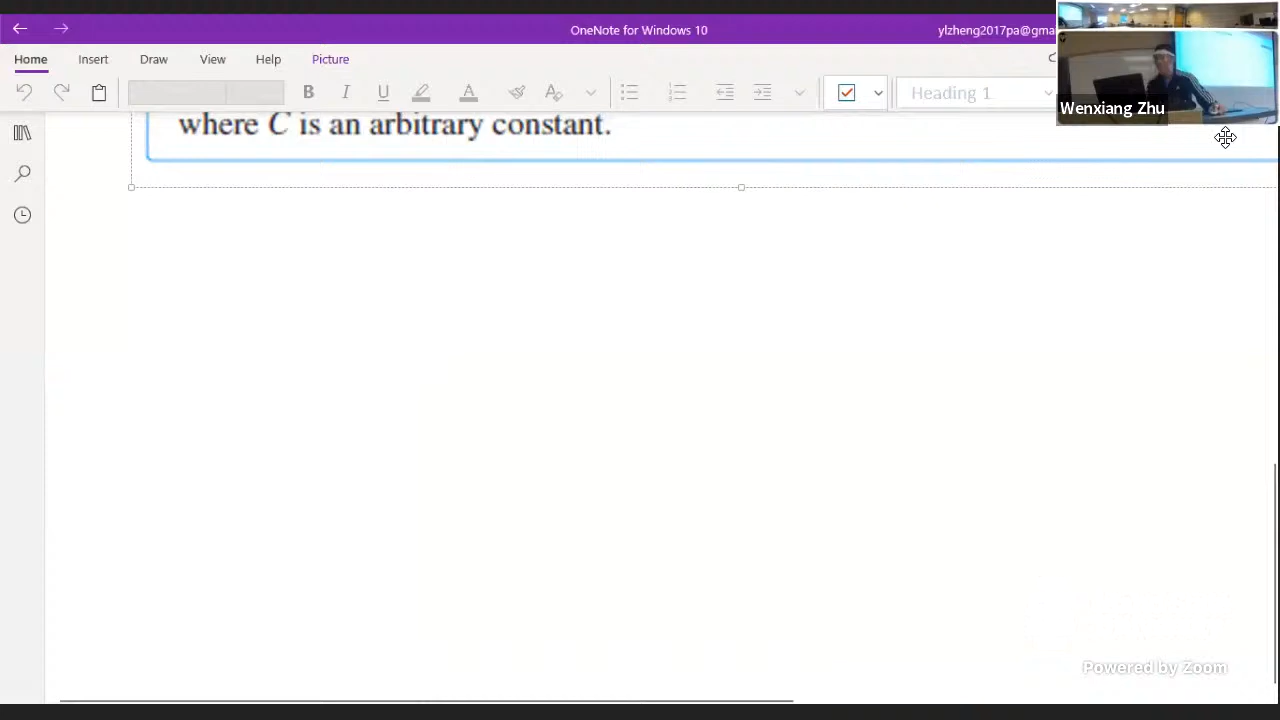 OneNote for Windows 10
ylzheng2017pa@gma
Home Insert Draw View Help Picture
B I U A Heading 1
Wenxiang Zhu
where C is an arbitrary constant.
Powered by Zoom